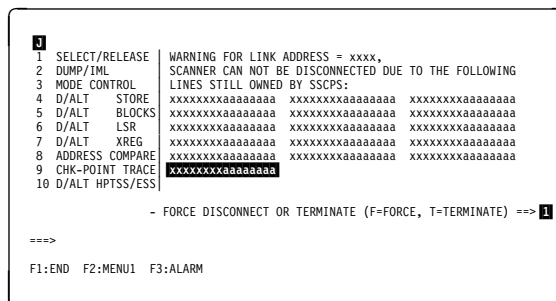 J
1 SELECT/RELEASE | WARNING FOR LINK ADDRESS = xxxx,
2 DUMP/IML | SCANNER CAN NOT BE DISCONNECTED DUE TO THE FOLLOWING
3 MODE CONTROL | LINES STILL OWNED BY SSCPS:
4 D/ALT STORE | xxxxxxxxaaaaaaaa xxxxxxxxaaaaaaaa xxxxxxxxaaaaaaaa
5 D/ALT BLOCKS| xxxxxxxxaaaaaaaa xxxxxxxxaaaaaaaa xxxxxxxxaaaaaaaa
6 D/ALT LSR | xxxxxxxxaaaaaaaa xxxxxxxxaaaaaaaa xxxxxxxxaaaaaaaa
7 D/ALT XREG | xxxxxxxxaaaaaaaa xxxxxxxxaaaaaaaa xxxxxxxxaaaaaaaa
8 ADDRESS COMPARE| xxxxxxxxaaaaaaaa xxxxxxxxaaaaaaaa xxxxxxxxaaaaaaaa
9 CHK-POINT TRACE| xxxxxxxxaaaaaaaa
10 D/ALT HPTSS/ESS|
- FORCE DISCONNECT OR TERMINATE (F=FORCE, T=TERMINATE) ==> 1
===>
F1:END F2:MENU1 F3:ALARM